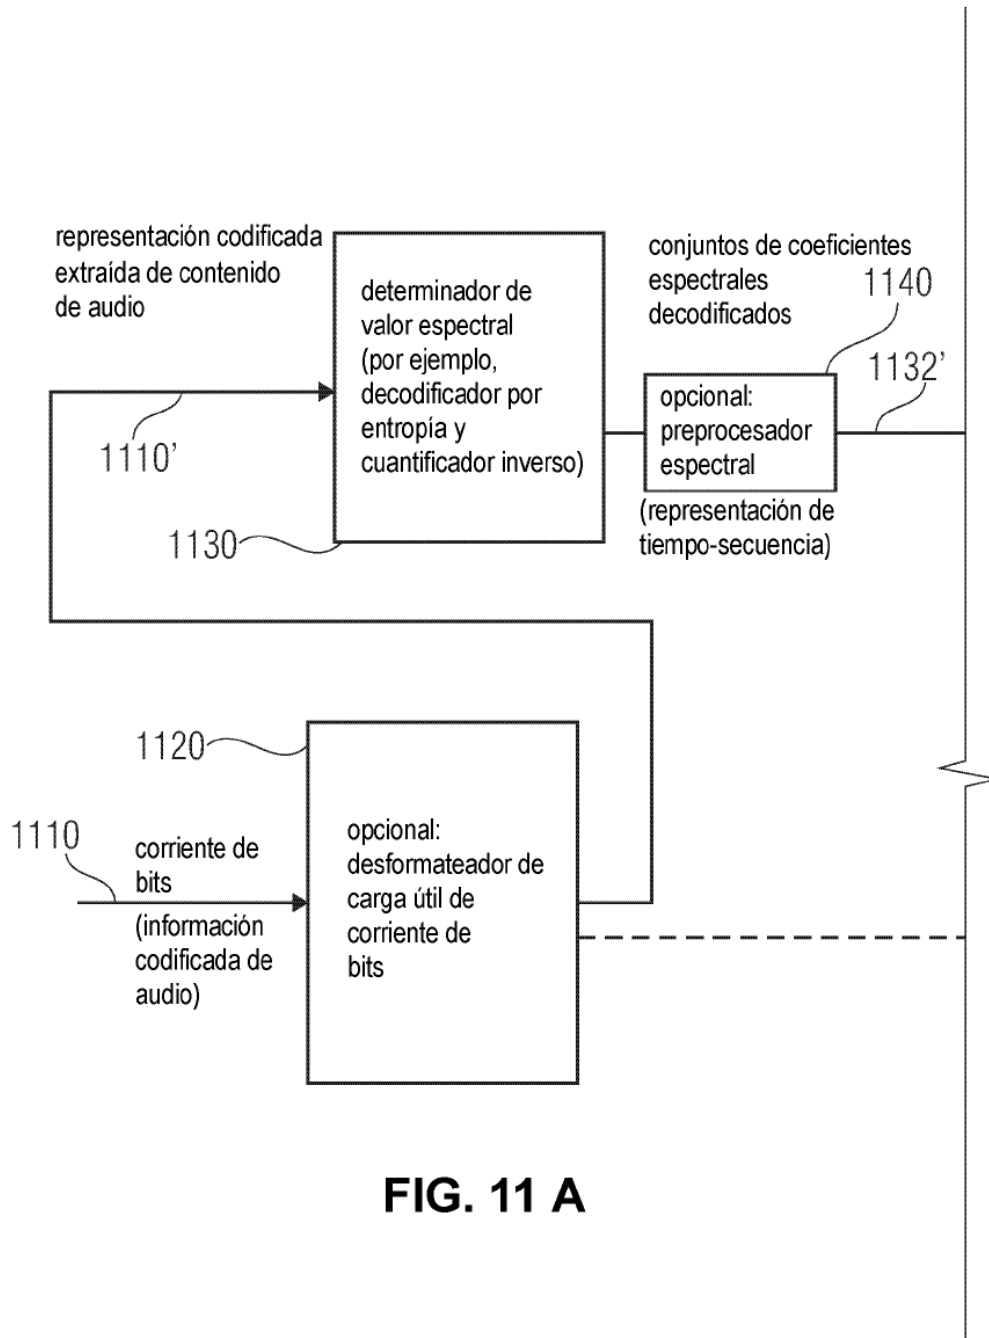 representación codificada
extraída de contenido
de audio
determinador de
valor espectral
(por ejemplo,
decodificador por
entropía y
cuantificador inverso)
conjuntos de coeficientes
espectrales
decodificados
1140
1132’
opcional:
preprocesador
espectral
(representación de
tiempo-secuencia)
1110’
1130
1120
1110
corriente de
bits
(información
codificada de
audio)
opcional:
desformateador de
carga útil de
corriente de
bits
FIG. 11 A